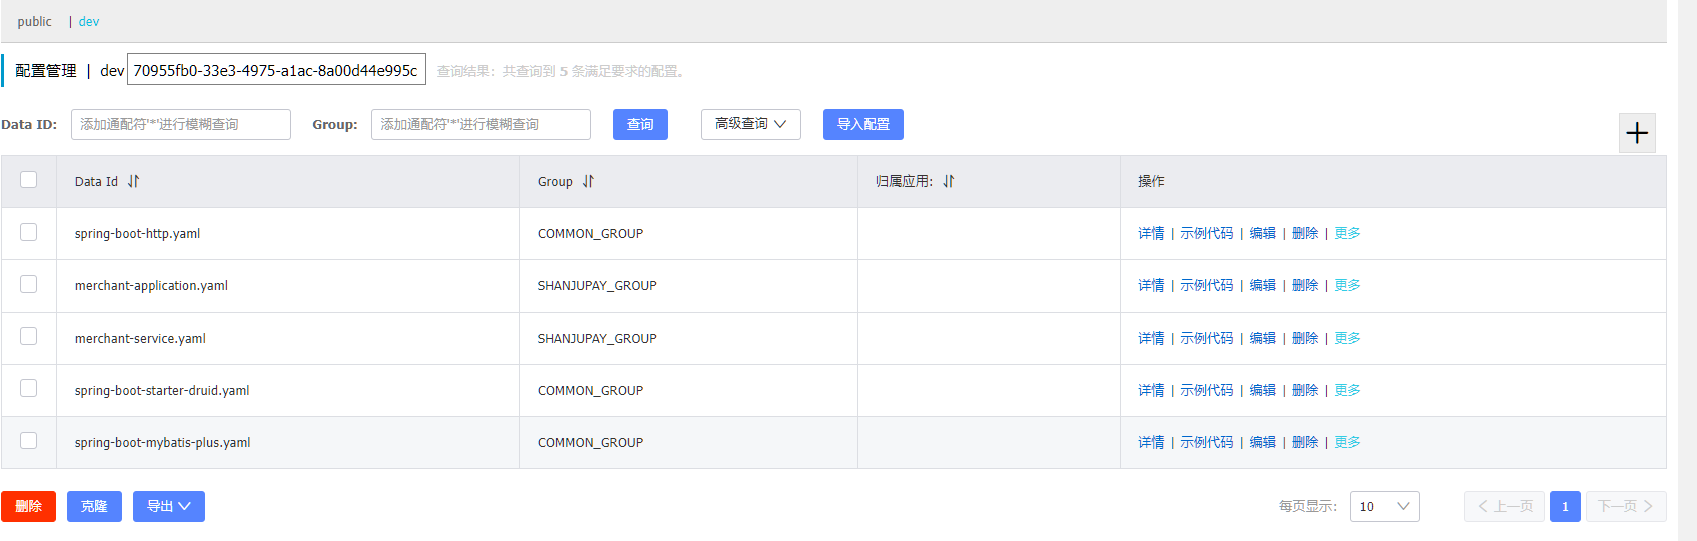 public | dev
配置管理 | dev 70955fb0-33e3-4975-a1ac-8a00d44e995c 查询结果：共查询到 5 条满足要求的配置。
Data ID: 添加通配符'*'进行模糊查询 Group: 添加通配符'*'进行模糊查询 查询 高级查询 导入配置
Data Id Group 归属应用: 操作
spring-boot-http.yaml COMMON_GROUP 详情 | 示例代码 | 编辑 | 删除 | 更多
merchant-application.yaml SHANJUPAY_GROUP 详情 | 示例代码 | 编辑 | 删除 | 更多
merchant-service.yaml SHANJUPAY_GROUP 详情 | 示例代码 | 编辑 | 删除 | 更多
spring-boot-starter-druid.yaml COMMON_GROUP 详情 | 示例代码 | 编辑 | 删除 | 更多
spring-boot-mybatis-plus.yaml COMMON_GROUP 详情 | 示例代码 | 编辑 | 删除 | 更多
删除 克隆 导出 每页显示: 10 上一页 1 下一页